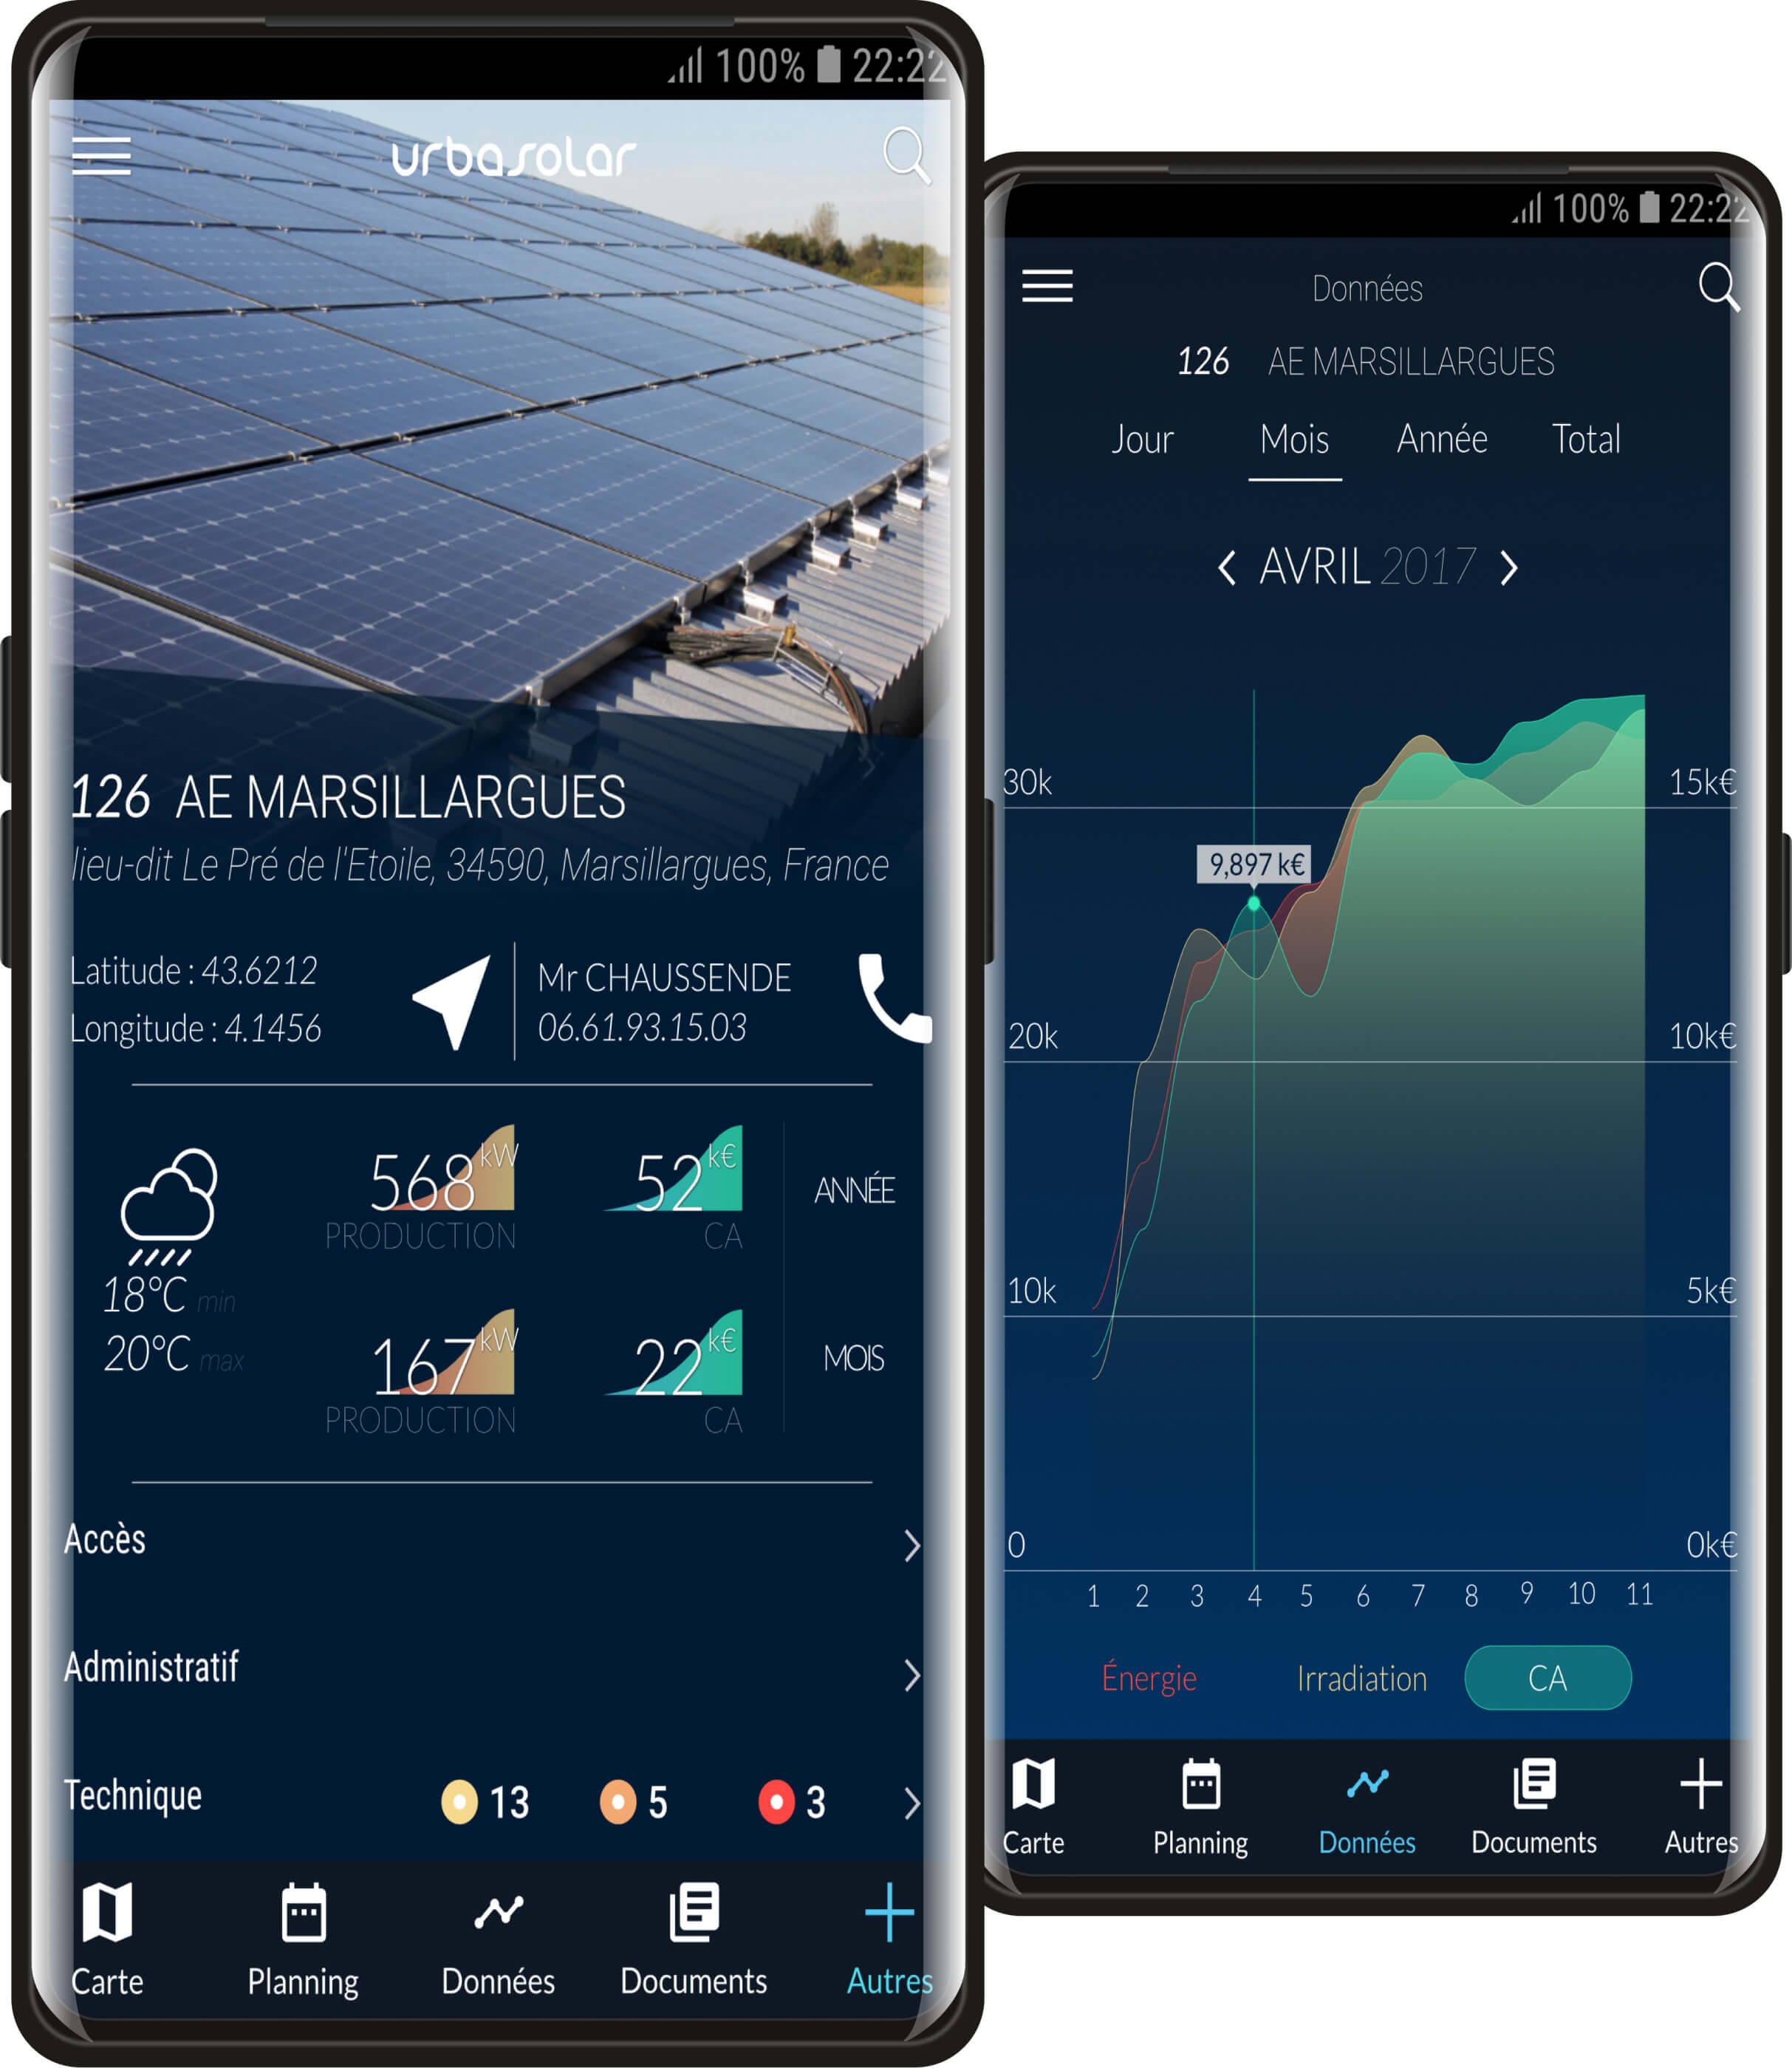 100% 22:22
urbasolar
126 AE MARSILLARGUES
lieu-dit Le Pré de l'Etoile, 34590, Marsillargues, France
Latitude : 43.6212
Longitude : 4.1456
Mr CHAUSSENDE
06.61.93.15.03
18°C min
20°C max
568 kW
PRODUCTION
52 k€
CA
ANNÉE
167 kW
PRODUCTION
22 k€
CA
MOIS
Accès
Administratif
Technique 13 5 3
Carte Planning Données Documents Autres
100% 22:22
Données
126 AE MARSILLARGUES
Jour Mois Année Total
AVRIL 2017
30k 15k€
9,897 k€
20k 10k€
10k 5k€
0 0k€
1 2 3 4 5 6 7 8 9 10 11
Énergie Irradiation CA
Carte Planning Données Documents Autres